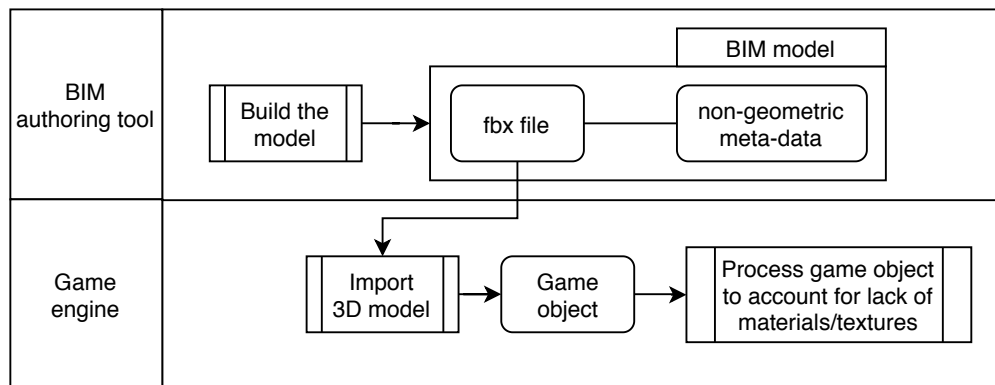 BIM
authoring tool
Build the
model
BIM model
fbx file
non-geometric
meta-data
Game
engine
Import
3D model
Game
object
Process game object
to account for lack of
materials/textures